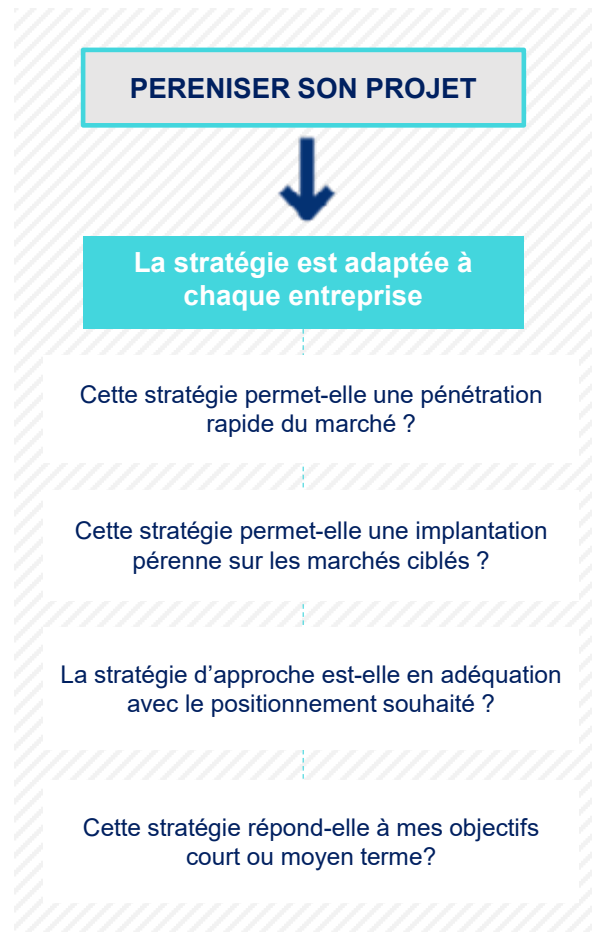 PERENISER SON PROJET
La stratégie est adaptée à
chaque entreprise
Cette stratégie permet-elle une pénétration
rapide du marché ?
Cette stratégie permet-elle une implantation
pérenne sur les marchés ciblés ?
La stratégie d’approche est-elle en adéquation
avec le positionnement souhaité ?
Cette stratégie répond-elle à mes objectifs
court ou moyen terme?